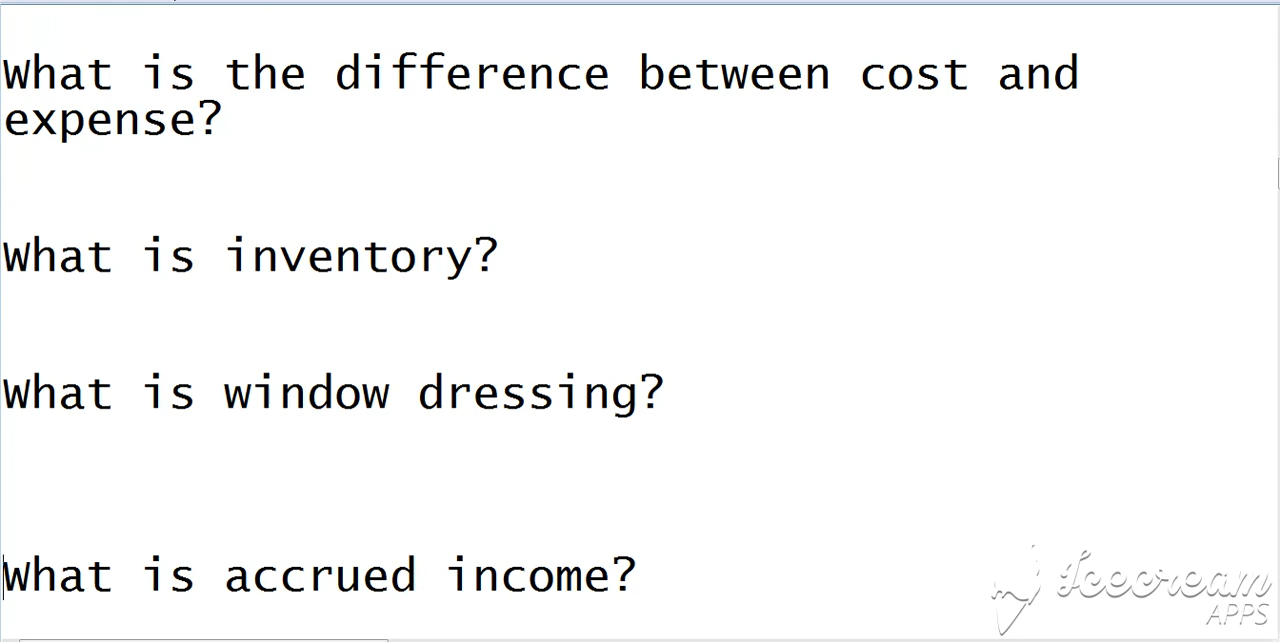 What is the difference between cost and
expense?
What is inventory?
What is window dressing?
What is accrued income?
Icecream
APPS